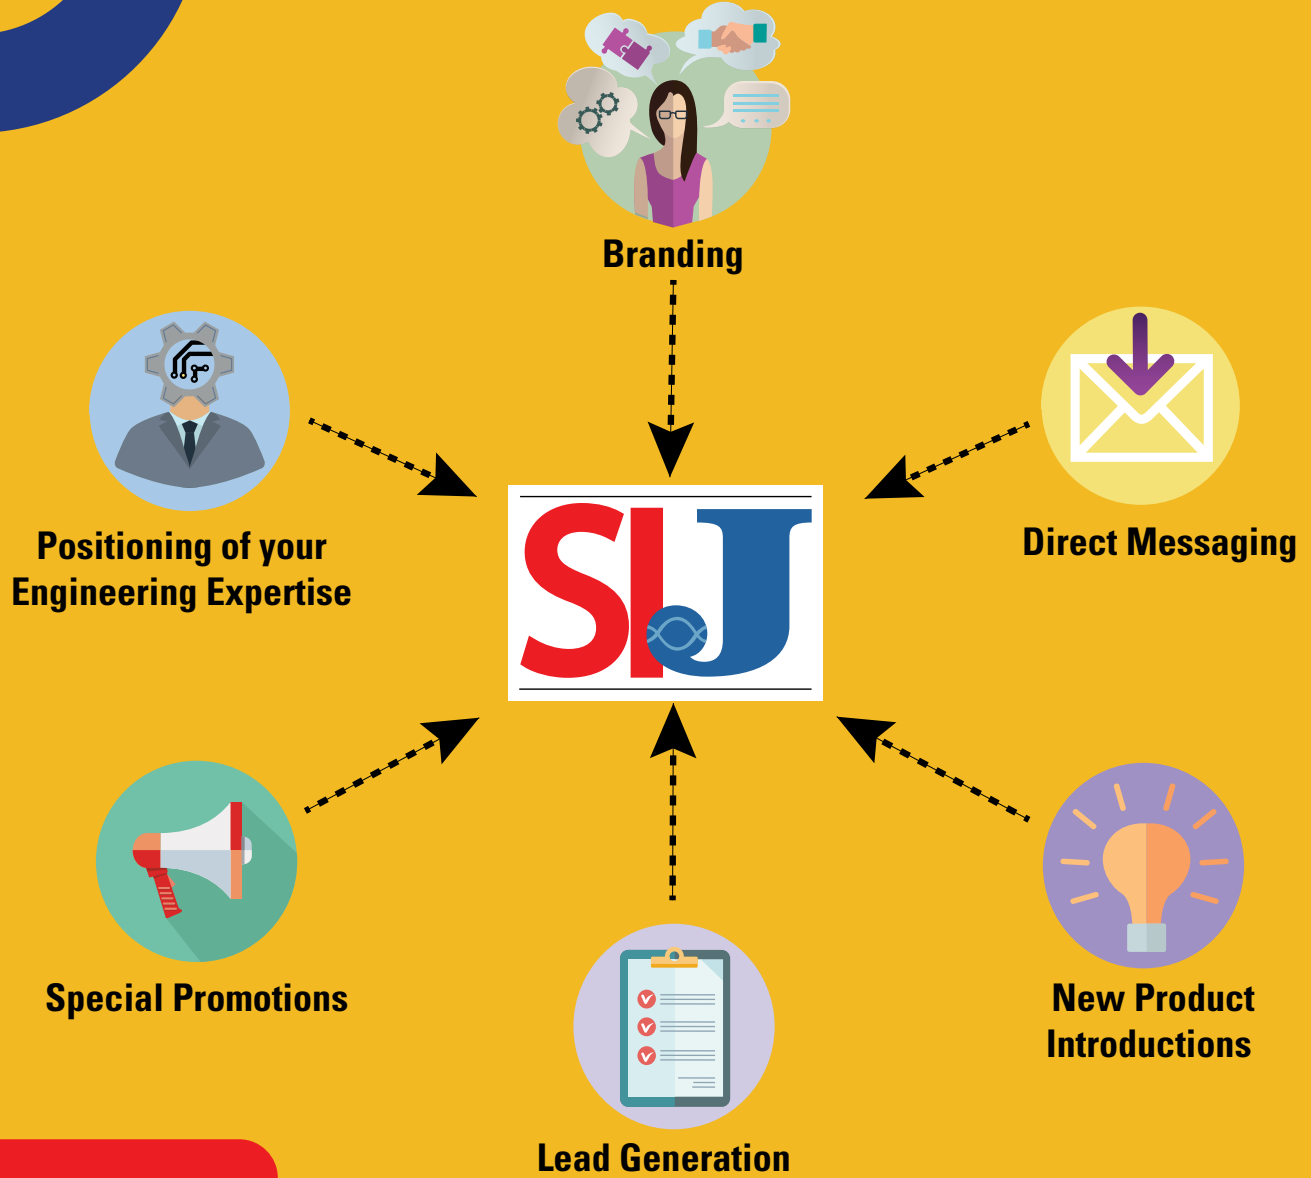 Branding
Positioning of your
Engineering Expertise
Direct Messaging
SIJ
Special Promotions
New Product
Introductions
Lead Generation